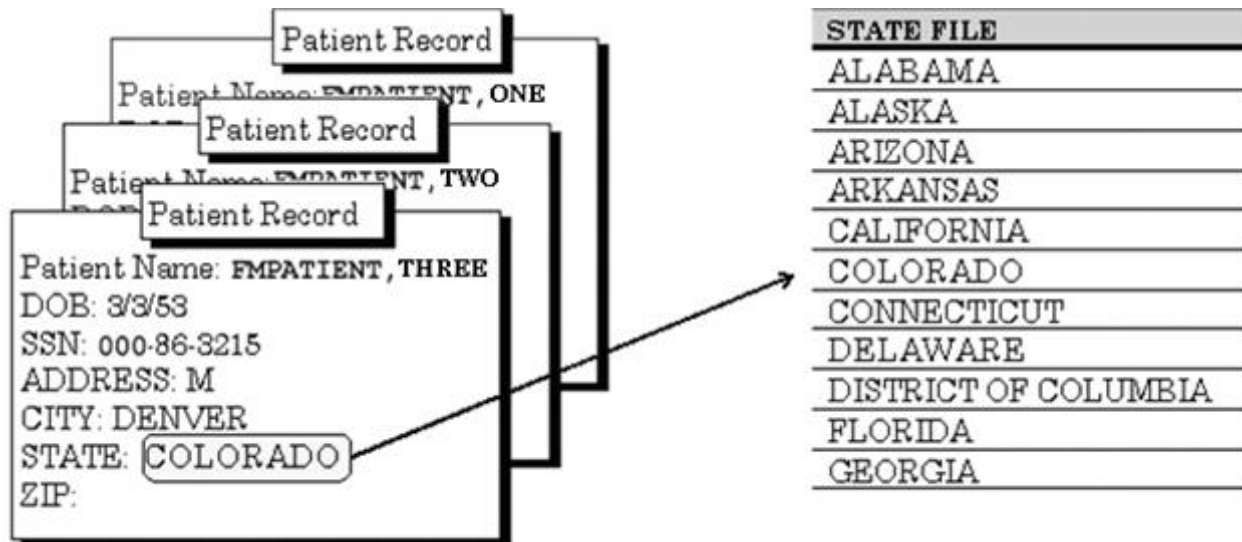 Patient Record
Patient Name: FMPATIENT, ONE
Patient Record
Patient Name: FMPATIENT, TWO
DOB
Patient Record
Patient Name: FMPATIENT, THREE
DOB: 3/3/53
SSN: 000-86-3215
ADDRESS: M
CITY: DENVER
STATE: COLORADO
ZIP:
STATE FILE
ALABAMA
ALASKA
ARIZONA
ARKANSAS
CALIFORNIA
COLORADO
CONNECTICUT
DELAWARE
DISTRICT OF COLUMBIA
FLORIDA
GEORGIA